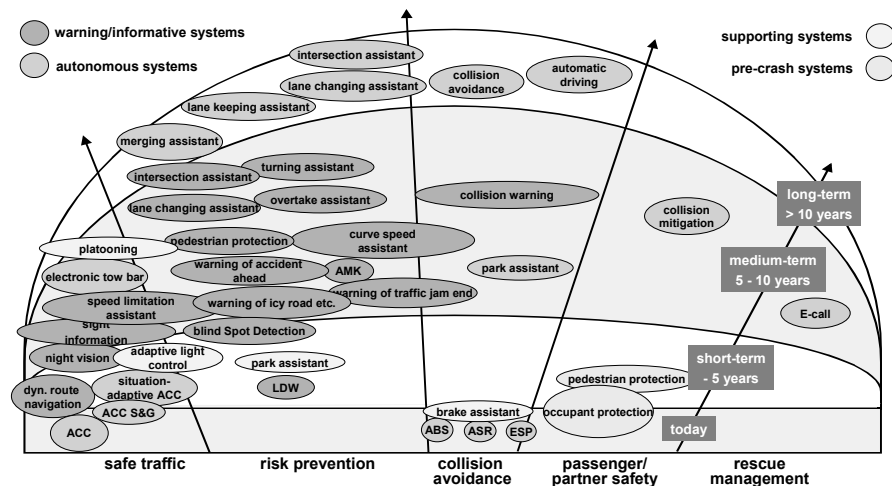 warning/informative systems
autonomous systems
supporting systems
pre-crash systems
intersection assistant
lane changing assistant
collision
avoidance
automatic
driving
lane keeping assistant
merging assistant
turning assistant
intersection assistant
overtake assistant
lane changing assistant
collision warning
long-term
> 10 years
collision
mitigation
platooning
pedestrian protection
curve speed
assistant
electronic tow bar
warning of accident
ahead
AMK
park assistant
medium-term
5 - 10 years
speed limitation
assistant
warning of icy road etc.
warning of traffic jam end
E-call
sight
information
blind Spot Detection
night vision
adaptive light
control
park assistant
short-term
- 5 years
dyn. route
navigation
situation-
adaptive ACC
LDW
pedestrian protection
ACC S&G
brake assistant
occupant protection
ACC
ABS
ASR
ESP
today
safe traffic
risk prevention
collision
avoidance
passenger/
partner safety
rescue
management